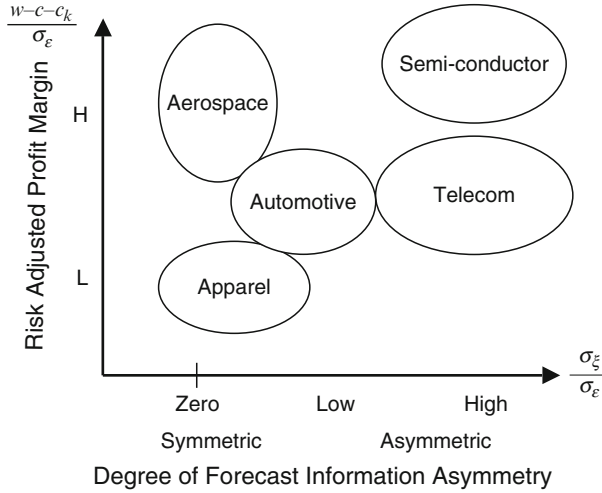 w–c–c_k
σ_ε
Risk Adjusted Profit Margin
H
L
Semi-conductor
Aerospace
Automotive
Telecom
Apparel
σ_ξ
σ_ε
Zero Low High
Symmetric Asymmetric
Degree of Forecast Information Asymmetry